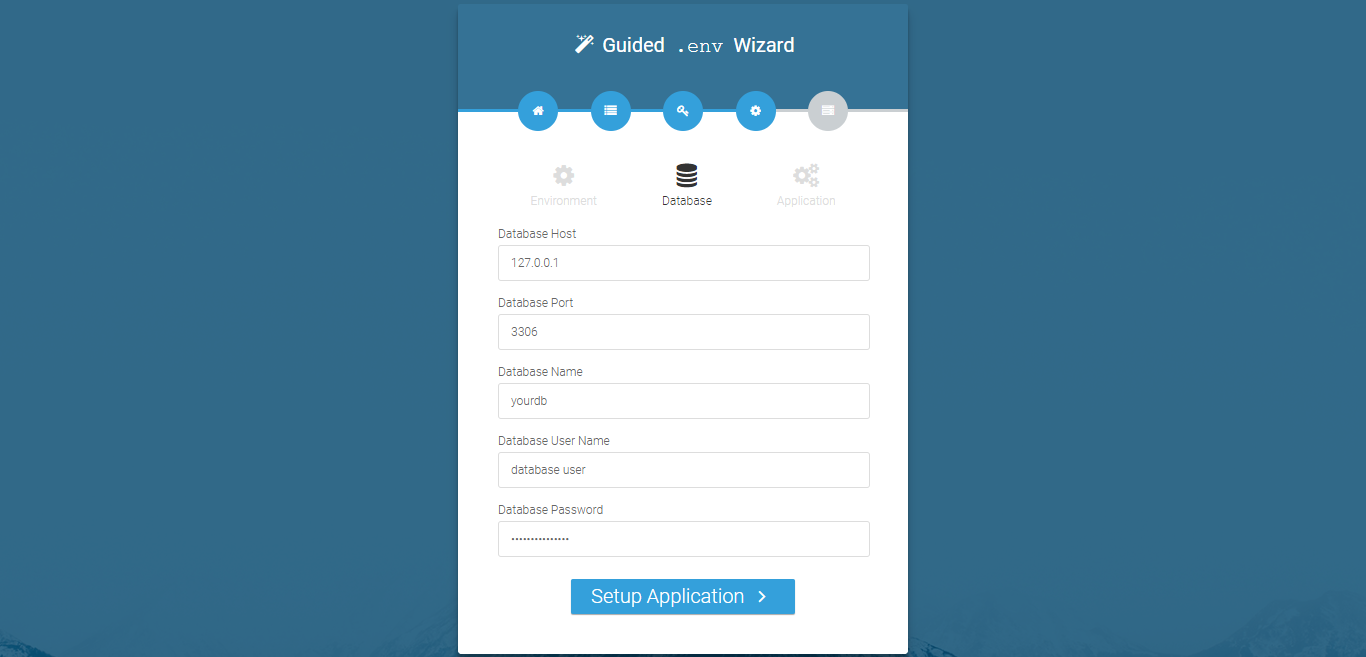 Guided .env Wizard
Environment
Database
Application
Database Host
127.0.0.1
Database Port
3306
Database Name
yourdb
Database User Name
database user
Database Password
•••••••••••••••
Setup Application